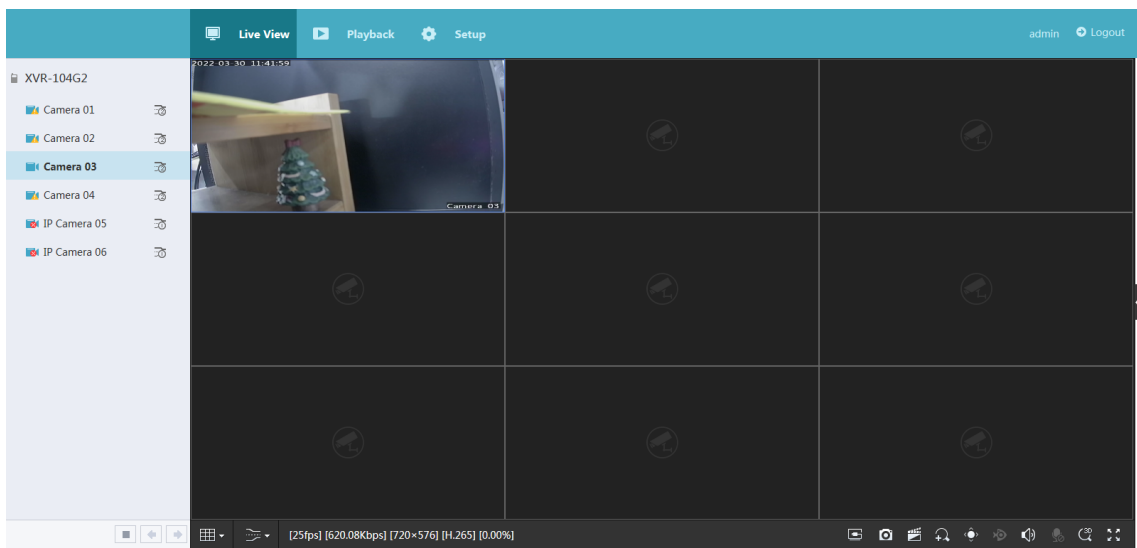 Live View
Playback
Setup
admin
Logout
XVR-104G2
Camera 01
Camera 02
Camera 03
Camera 04
IP Camera 05
IP Camera 06
2022-03-30 11:41:59
Camera 03
[25fps] [620.08Kbps] [720×576] [H.265] [0.00%]
3D